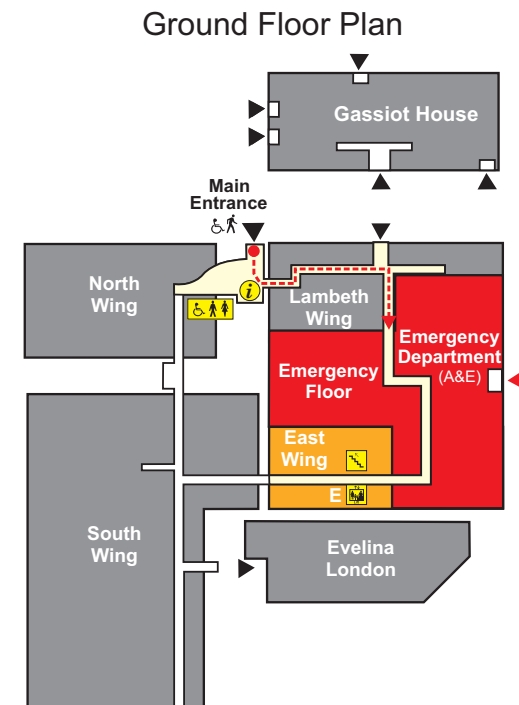 Ground Floor Plan
Gassiot House
Main
Entrance
North
Wing
i
Lambeth
Wing
Emergency
Department
(A&E)
Emergency
Floor
East
Wing
E
South
Wing
Evelina
London